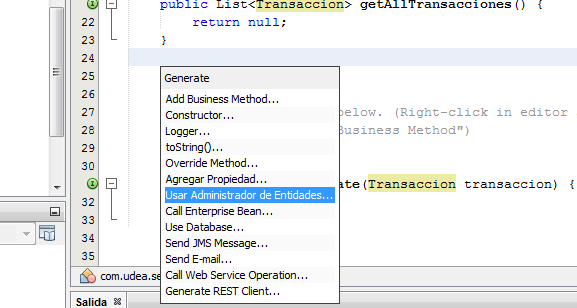 public List<Transaccion> getAllTransacciones() {
22 return null;
23 }
24
25 Generate
26 Add Business Method...
27 Constructor... below. (Right-click in editor
28 Logger... Business Method")
29 toString()...
30 Override Method...
Agregar Propiedad...
31 Usar Administrador de Entidades... ate(Transaccion transaccion) {
32 Call Enterprise Bean...
33 Use Database...
34 Send JMS Message...
35 Send E-mail...
com.udea.se
Call Web Service Operation...
Generate REST Client...
Salida